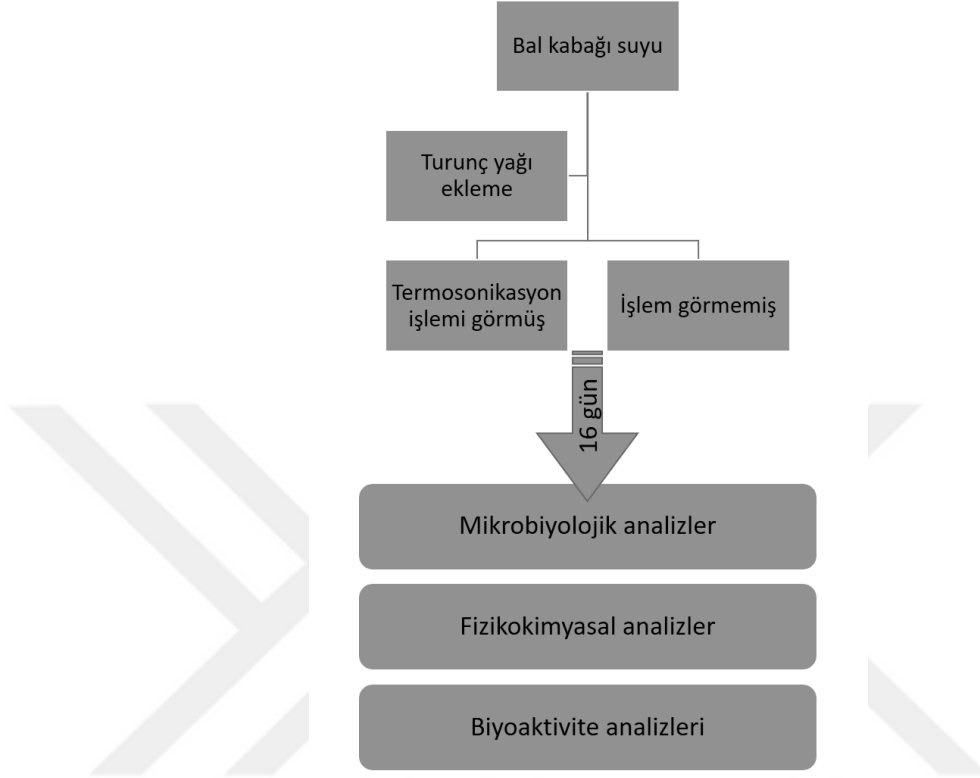 Bal kabağı suyu
Turunç yağı
ekleme
Termosonikasyon
işlemi görmüş
İşlem görmemiş
16 gün
Mikrobiyolojik analizler
Fizikokimyasal analizler
Biyoaktivite analizleri